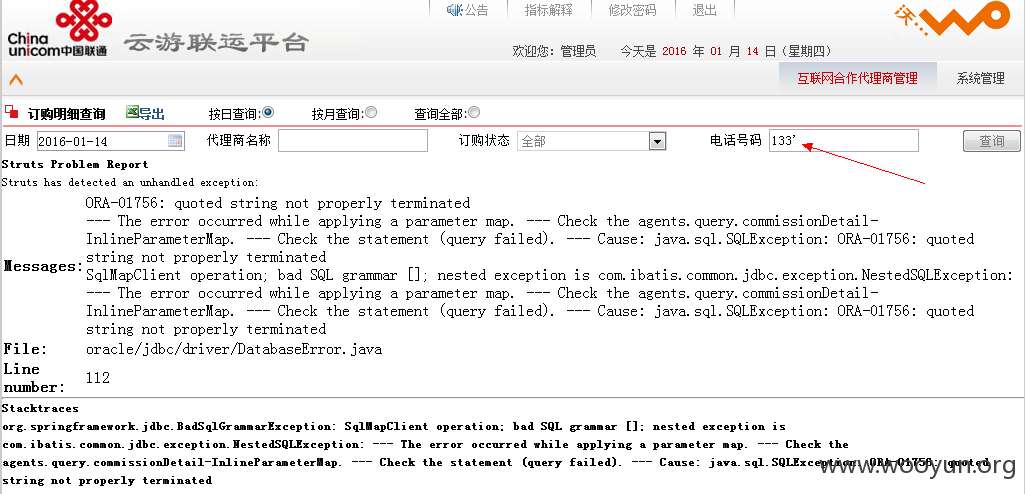 公告 指标解释 修改密码 退出
China unicom中国联通 云游联运平台
沃 wo
欢迎您: 管理员 今天是 2016 年 01 月 14 日 (星期四)
互联网合作代理商管理 系统管理
订购明细查询 导出 按日查询: 按月查询: 查询全部:
日期 2016-01-14 代理商名称 订购状态 全部 电话号码 133' 查询
Struts Problem Report
Struts has detected an unhandled exception:
Messages:
ORA-01756: quoted string not properly terminated
--- The error occurred while applying a parameter map. --- Check the agents.query.commissionDetail-
InlineParameterMap. --- Check the statement (query failed). --- Cause: java.sql.SQLException: ORA-01756: quoted
string not properly terminated
SqlMapClient operation; bad SQL grammar []; nested exception is com.ibatis.common.jdbc.exception.NestedSQLException:
--- The error occurred while applying a parameter map. --- Check the agents.query.commissionDetail-
InlineParameterMap. --- Check the statement (query failed). --- Cause: java.sql.SQLException: ORA-01756: quoted
string not properly terminated
File: oracle/jdbc/driver/DatabaseError.java
Line
number: 112
Stacktraces
org.springframework.jdbc.BadSqlGrammarException: SqlMapClient operation; bad SQL grammar []; nested exception is
com.ibatis.common.jdbc.exception.NestedSQLException: --- The error occurred while applying a parameter map. --- Check the
agents.query.commissionDetail-InlineParameterMap. --- Check the statement (query failed). --- Cause: java.sql.SQLException: ORA-01756: quoted
string not properly terminated
www.wooyun.org